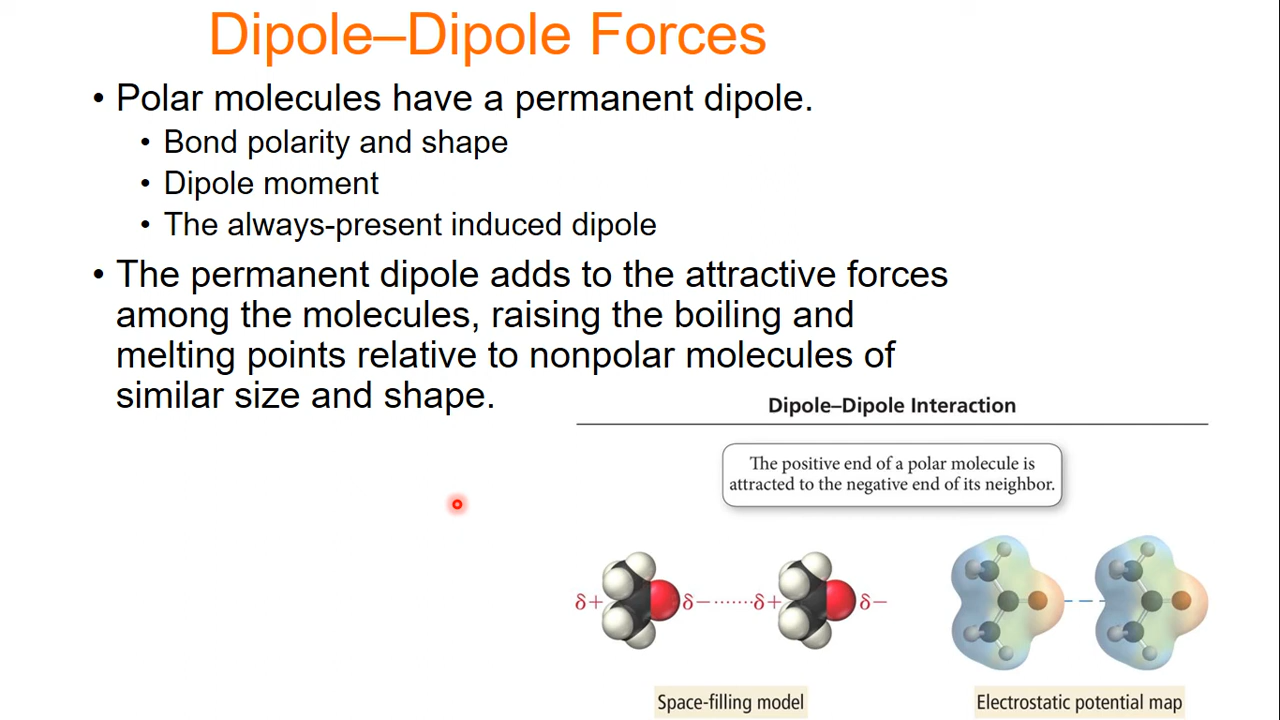 Dipole–Dipole Forces
• Polar molecules have a permanent dipole.
• Bond polarity and shape
• Dipole moment
• The always-present induced dipole
• The permanent dipole adds to the attractive forces
among the molecules, raising the boiling and
melting points relative to nonpolar molecules of
similar size and shape.
Dipole–Dipole Interaction
The positive end of a polar molecule is
attracted to the negative end of its neighbor.
δ+ δ−······δ+ δ−
Space-filling model
Electrostatic potential map